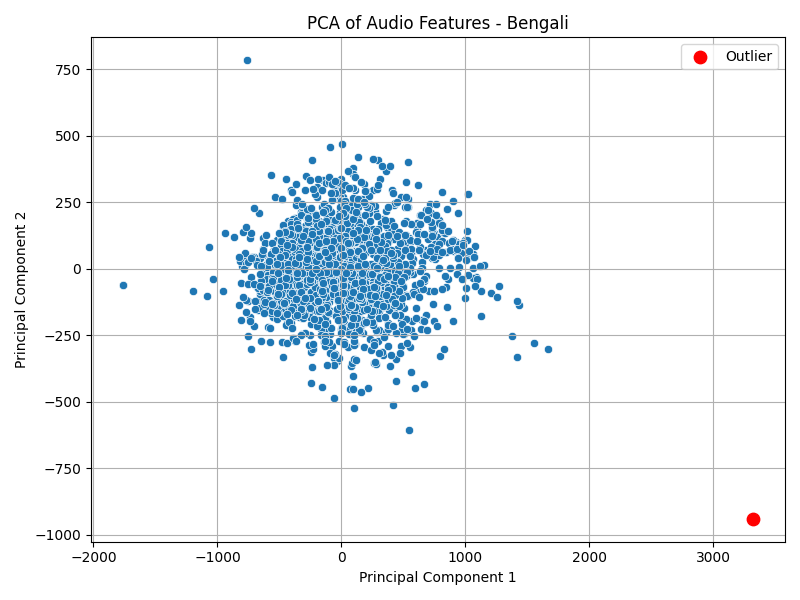 PCA of Audio Features - Bengali
Outlier
750
500
250
0
−250
−500
−750
−1000
Principal Component 2
−2000 −1000 0 1000 2000 3000
Principal Component 1